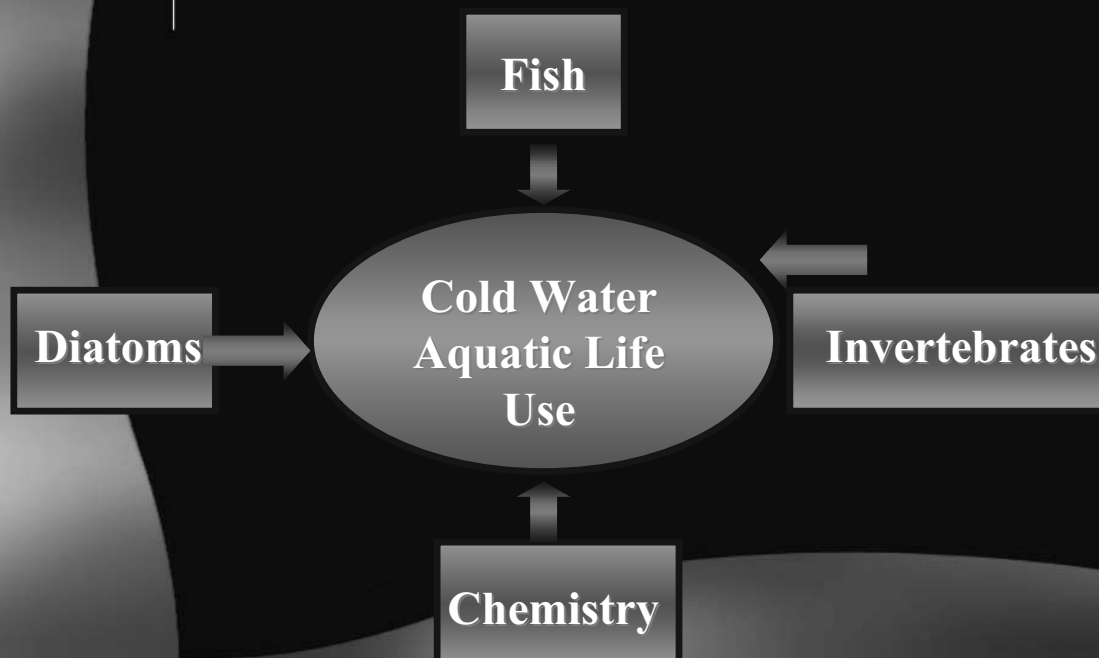 Fish
Cold Water
Aquatic Life
Use
Diatoms
Invertebrates
Chemistry